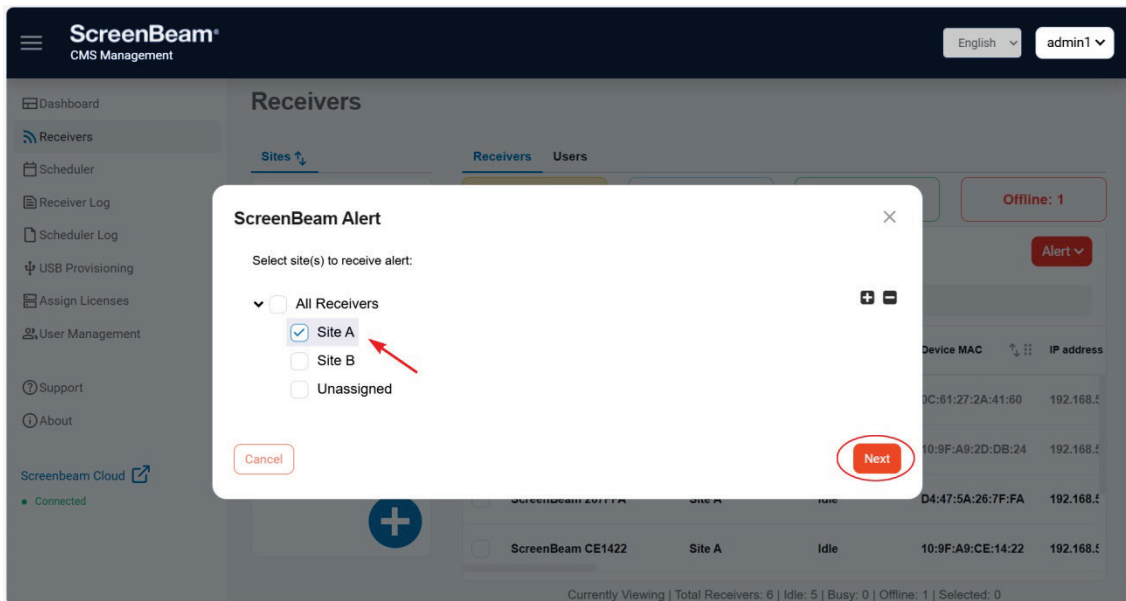 ScreenBeam®
CMS Management
English
admin1
Dashboard
Receivers
Scheduler
Receiver Log
Scheduler Log
USB Provisioning
Assign Licenses
User Management
Support
About
Screenbeam Cloud
Connected
Receivers
Sites
Receivers Users
Offline: 1
Alert
ScreenBeam Alert
Select site(s) to receive alert:
All Receivers
Site A
Site B
Unassigned
Cancel
Next
Device MAC IP address
0C:61:27:2A:41:60 192.168.5
10:9F:A9:2D:DB:24 192.168.5
Site A Idle D4:47:5A:26:7F:FA 192.168.5
ScreenBeam CE1422 Site A Idle 10:9F:A9:CE:14:22 192.168.5
Currently Viewing | Total Receivers: 6 | Idle: 5 | Busy: 0 | Offline: 1 | Selected: 0